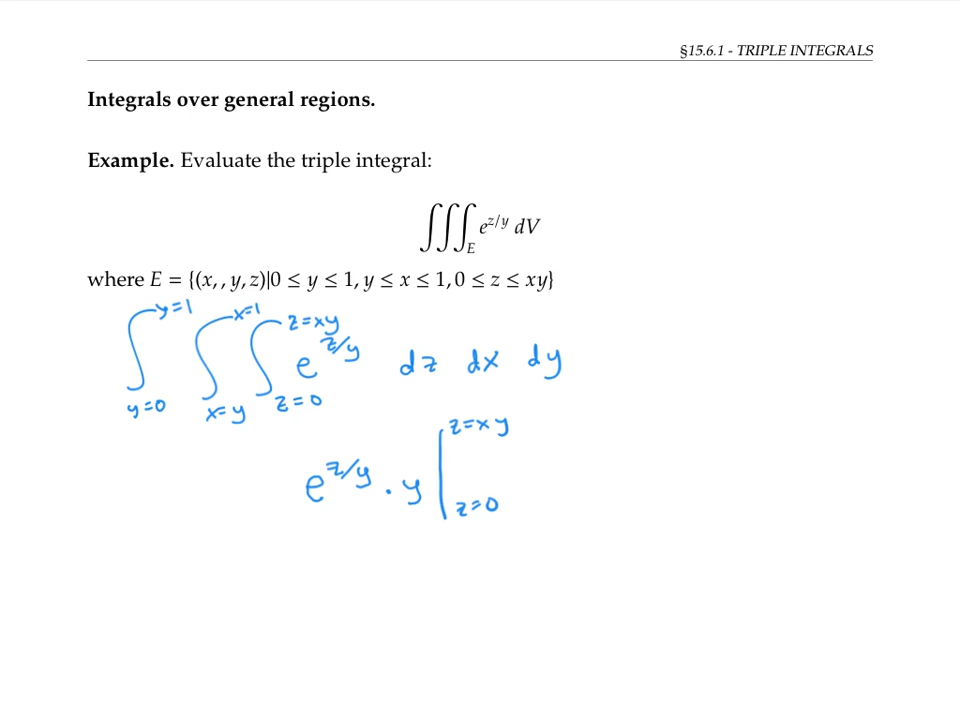 §15.6.1 - TRIPLE INTEGRALS
Integrals over general regions.
Example. Evaluate the triple integral:
∭_E e^{z/y} dV
where E = {(x, , y, z)|0 ≤ y ≤ 1, y ≤ x ≤ 1, 0 ≤ z ≤ xy}
∫_{y=0}^{y=1} ∫_{x=y}^{x=1} ∫_{z=0}^{z=xy} e^{z/y} dz dx dy
e^{z/y} · y |_{z=0}^{z=xy}